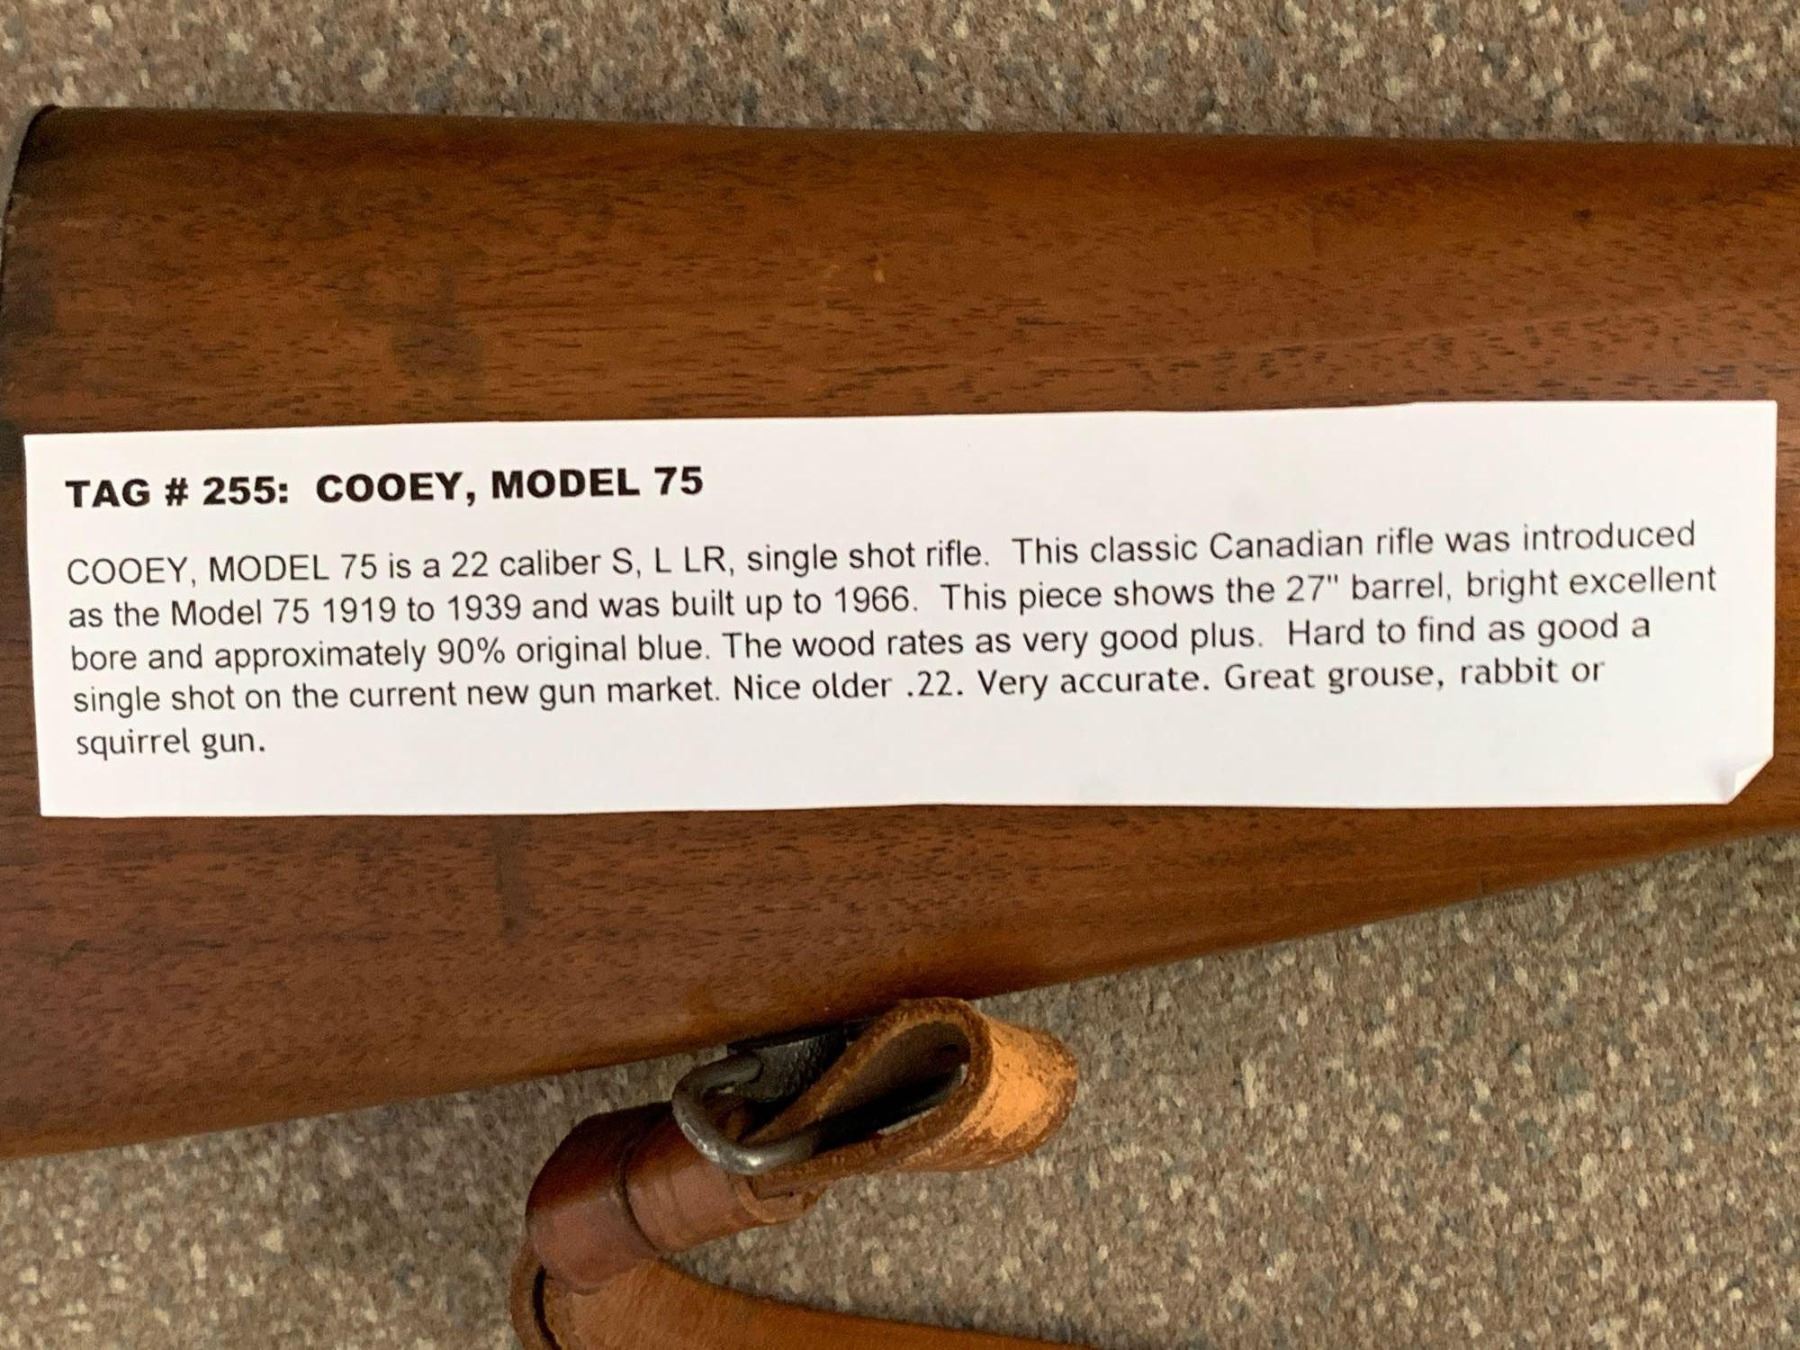 TAG # 255:  COOEY, MODEL 75
COOEY, MODEL 75 is a 22 caliber S, L LR, single shot rifle.  This classic Canadian rifle was introduced
as the Model 75 1919 to 1939 and was built up to 1966.  This piece shows the 27" barrel, bright excellent
bore and approximately 90% original blue. The wood rates as very good plus.  Hard to find as good a
single shot on the current new gun market. Nice older .22. Very accurate. Great grouse, rabbit or
squirrel gun.